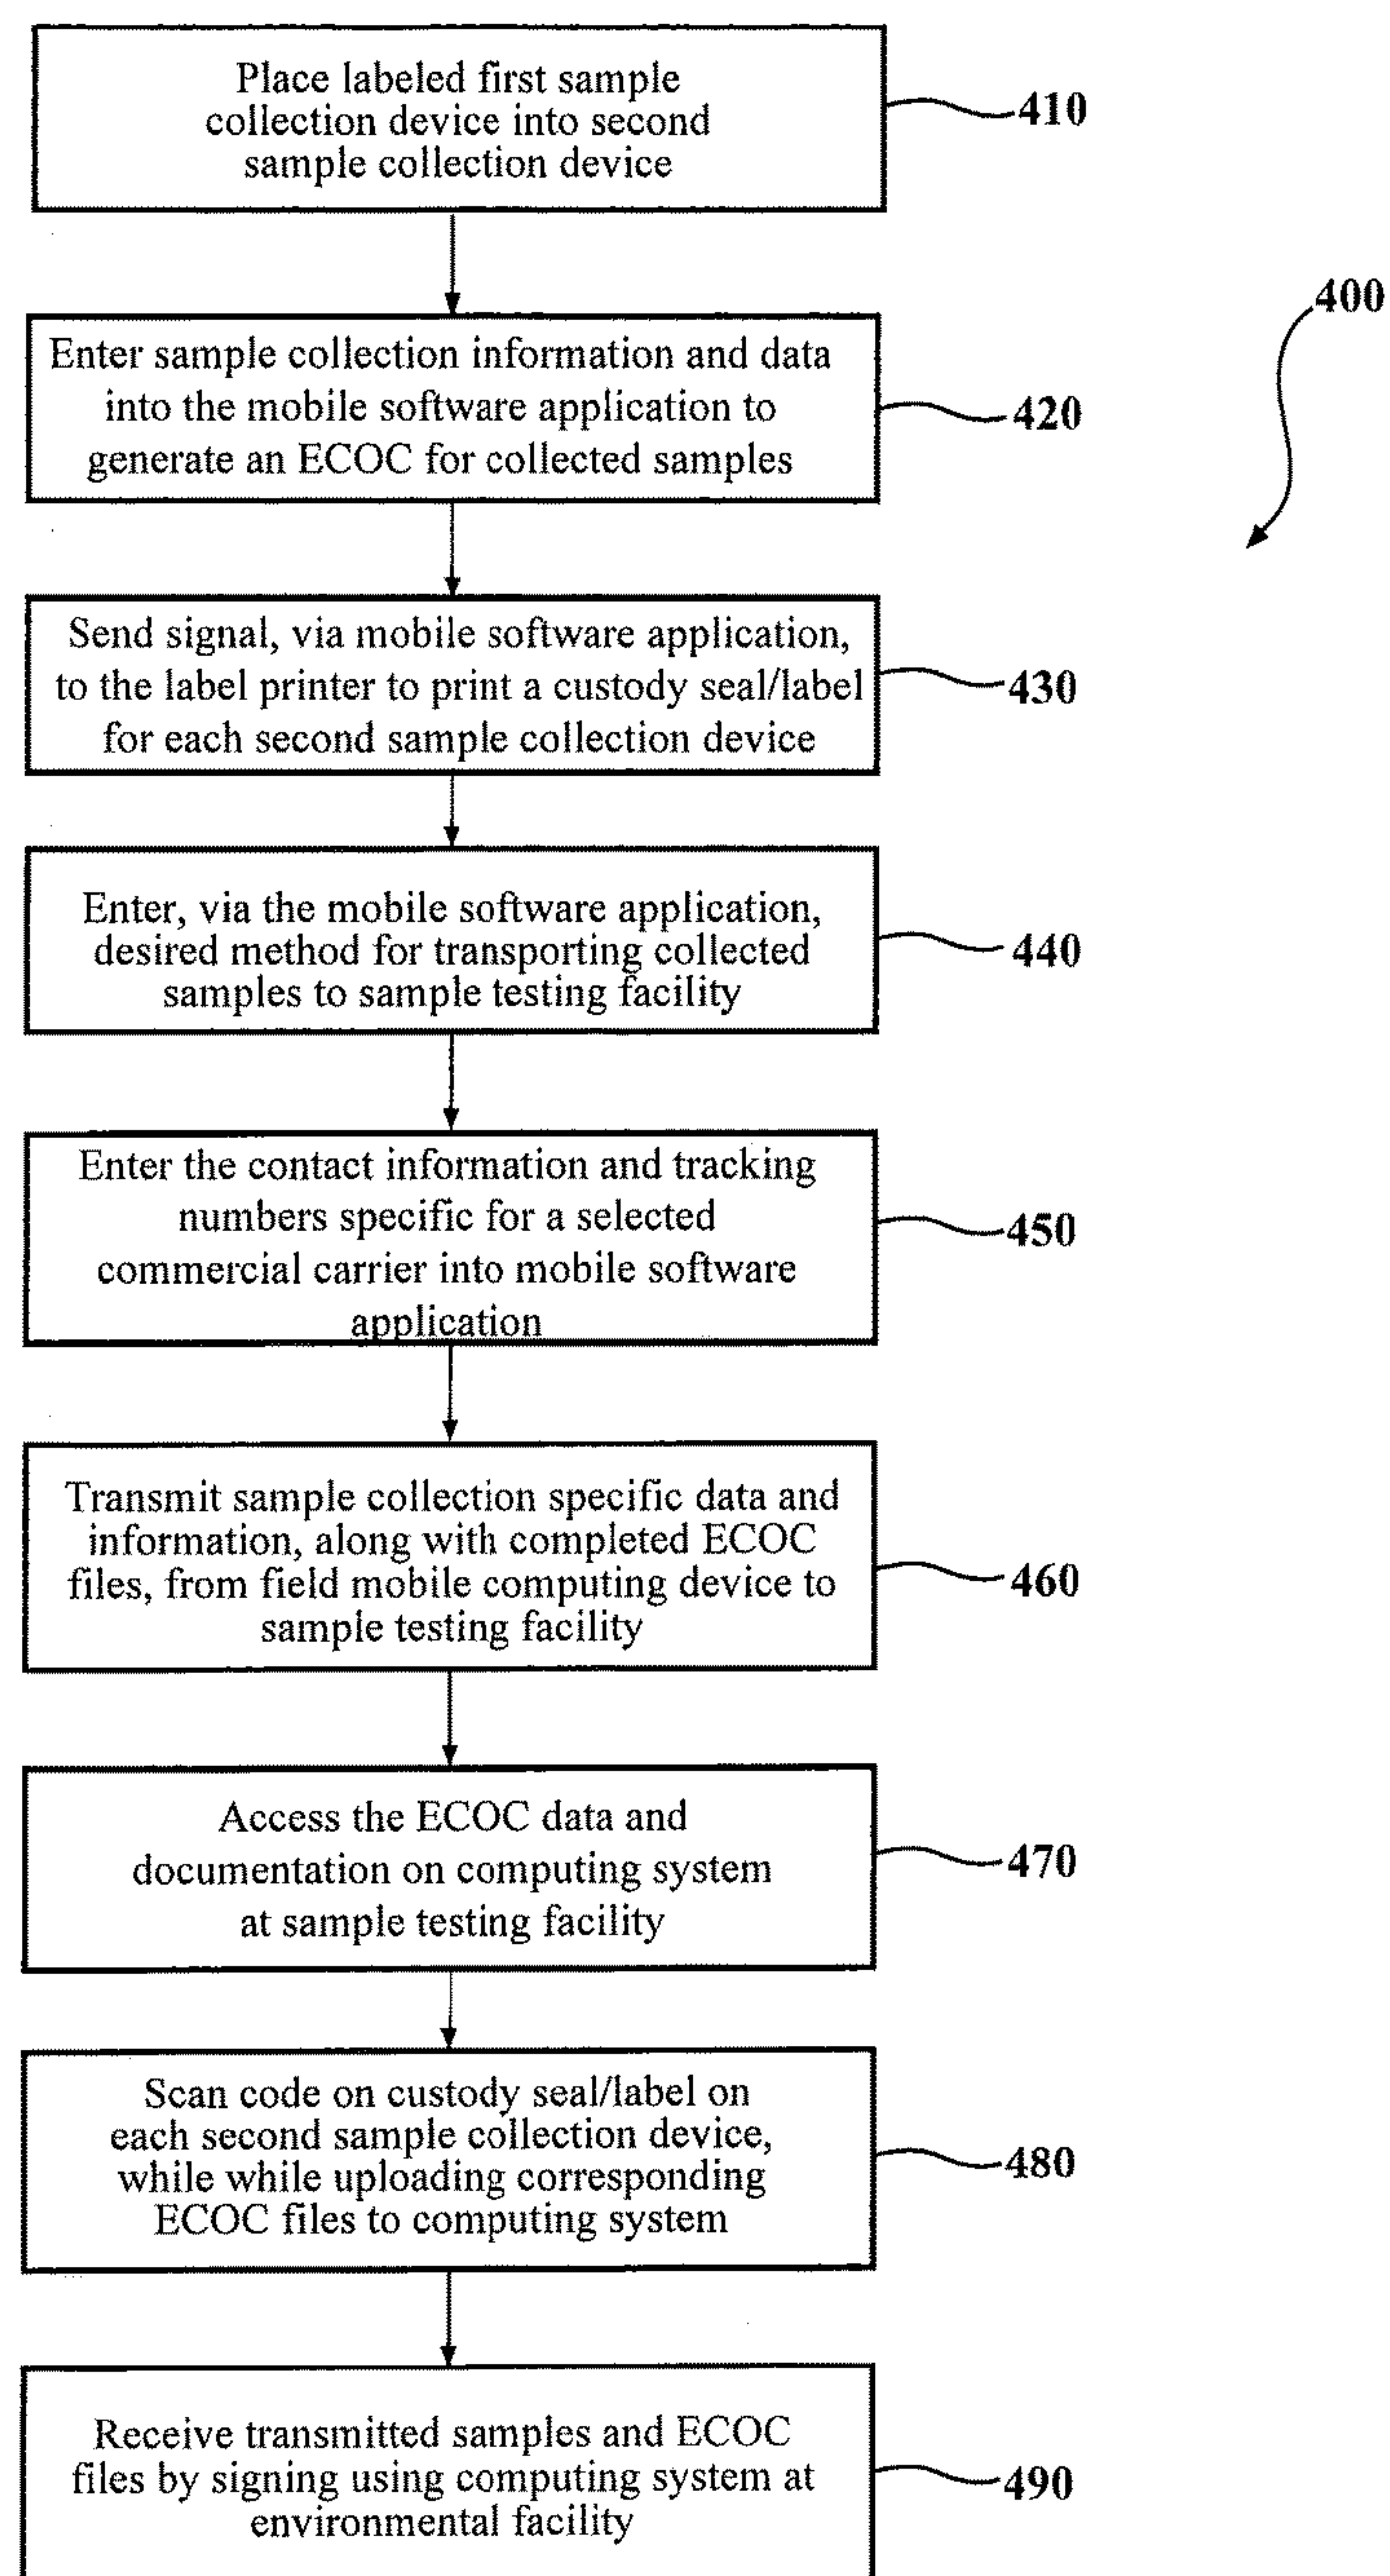 Place labeled first sample
collection device into second
sample collection device
410
400
Enter sample collection information and data
into the mobile software application to
generate an ECOC for collected samples
420
Send signal, via mobile software application,
to the label printer to print a custody seal/label
for each second sample collection device
430
Enter, via the mobile software application,
desired method for transporting collected
samples to sample testing facility
440
Enter the contact information and tracking
numbers specific for a selected
commercial carrier into mobile software
application
450
Transmit sample collection specific data and
information, along with completed ECOC
files, from field mobile computing device to
sample testing facility
460
Access the ECOC data and
documentation on computing system
at sample testing facility
470
Scan code on custody seal/label on
each second sample collection device,
while while uploading corresponding
ECOC files to computing system
480
Receive transmitted samples and ECOC
files by signing using computing system at
environmental facility
490